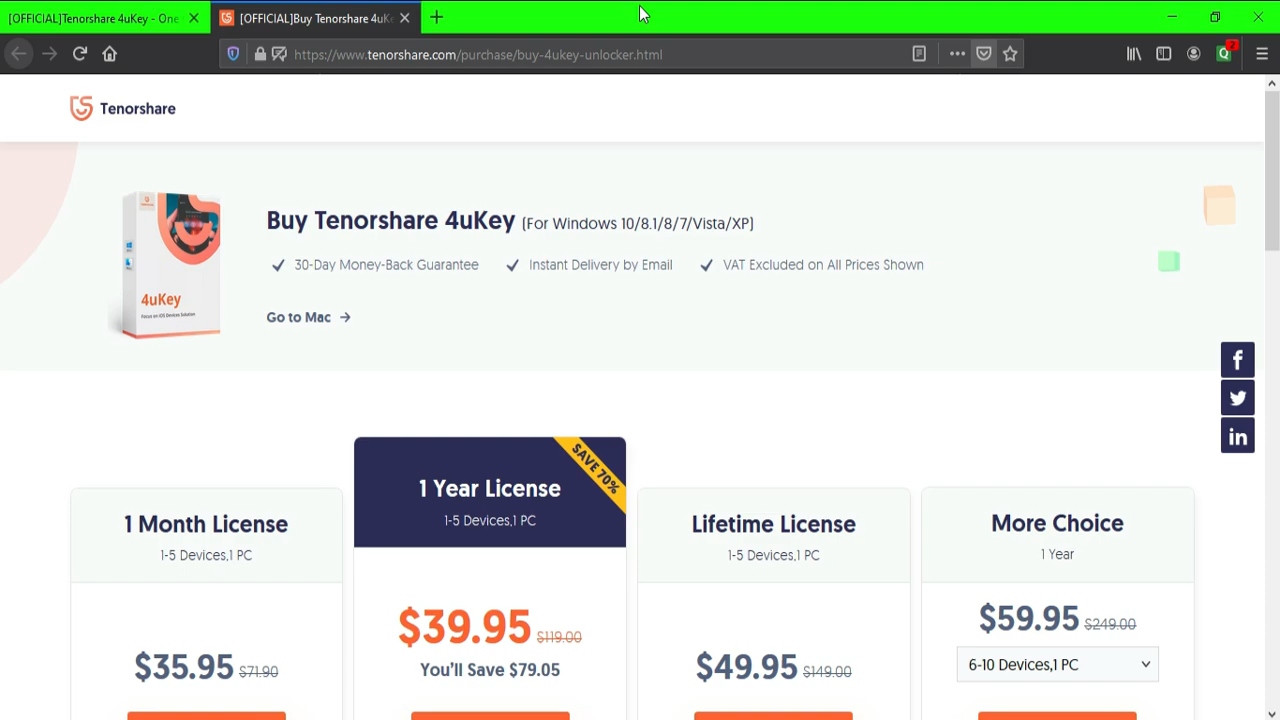 [OFFICIAL]Tenorshare 4uKey - One
[OFFICIAL]Buy Tenorshare 4uKe
https://www.tenorshare.com/purchase/buy-4ukey-unlocker.html
Tenorshare
4uKey
Buy Tenorshare 4uKey (For Windows 10/8.1/8/7/Vista/XP)
30-Day Money-Back Guarantee Instant Delivery by Email VAT Excluded on All Prices Shown
Go to Mac
1 Month License
1-5 Devices,1 PC
$35.95 $71.90
SAVE 70%
1 Year License
1-5 Devices,1 PC
$39.95 $119.00
You'll Save $79.05
Lifetime License
1-5 Devices,1 PC
$49.95 $149.00
More Choice
1 Year
$59.95 $249.00
6-10 Devices,1 PC